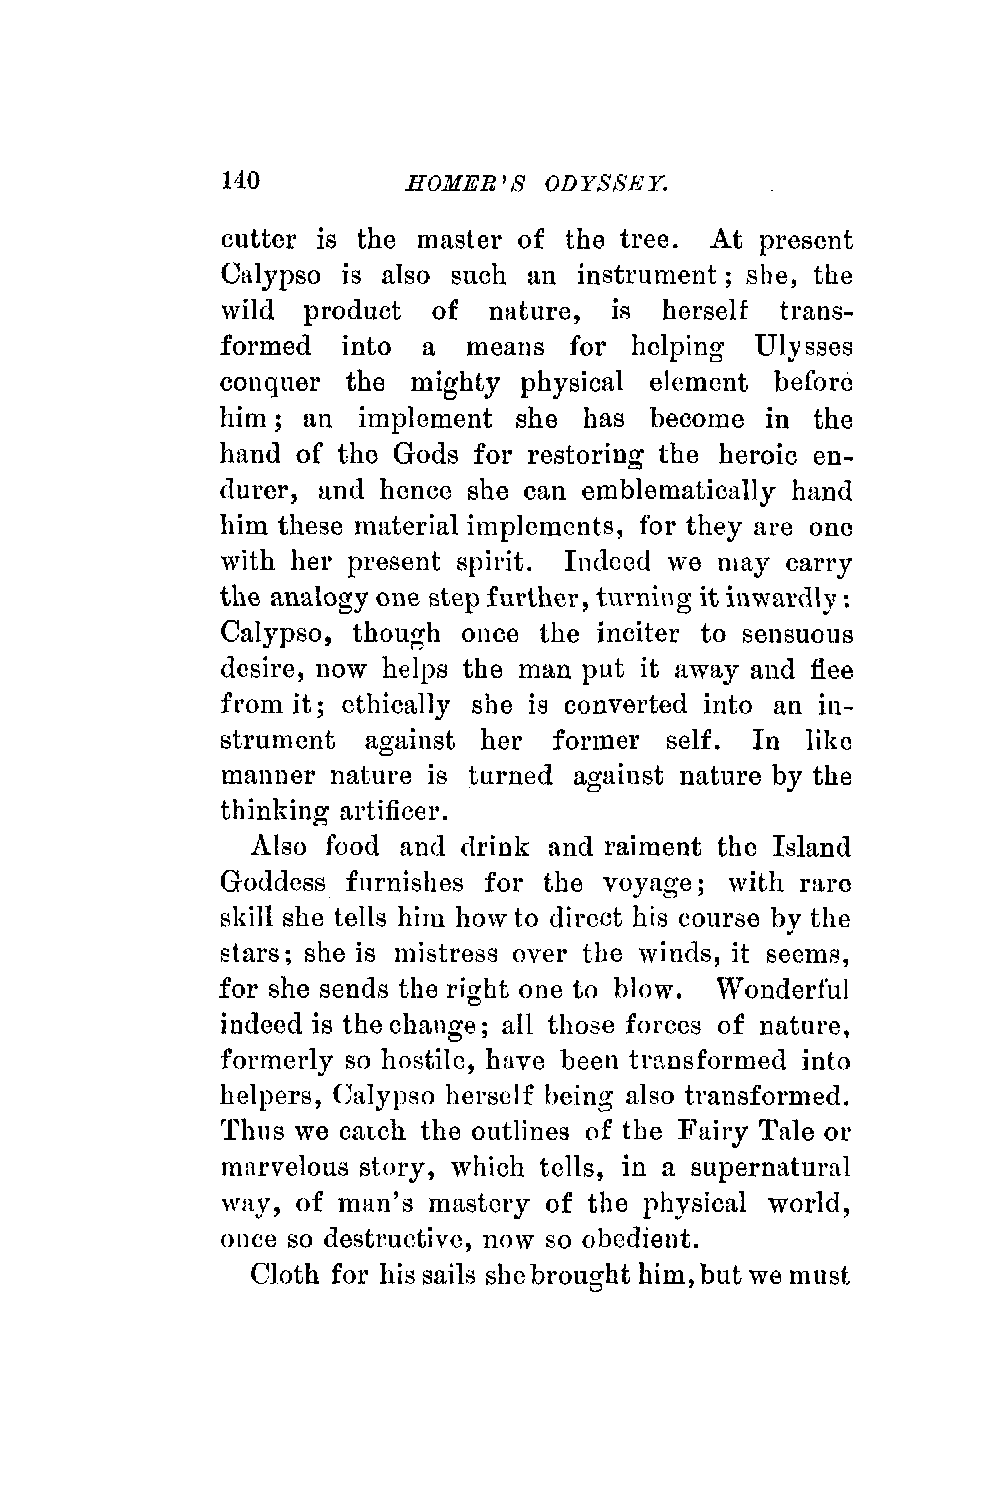 140 HOMER'S ODYSSEY.
cutter is the master of the tree. At present
Calypso is also such an instrument; she, the
wild product of nature, is herself trans-
formed into a means for helping Ulysses
conquer the mighty physical element before
him; an implement she has become in the
hand of the Gods for restoring the heroic en-
durer, and hence she can emblematically hand
him these material implements, for they are one
with her present spirit. Indeed we may carry
the analogy one step further, turning it inwardly:
Calypso, though once the inciter to sensuous
desire, now helps the man put it away and flee
from it; ethically she is converted into an in-
strument against her former self. In like
manner nature is turned against nature by the
thinking artificer.
Also food and drink and raiment the Island
Goddess furnishes for the voyage; with rare
skill she tells him how to direct his course by the
stars; she is mistress over the winds, it seems,
for she sends the right one to blow. Wonderful
indeed is the change; all those forces of nature,
formerly so hostile, have been transformed into
helpers, Calypso herself being also transformed.
Thus we catch the outlines of the Fairy Tale or
marvelous story, which tells, in a supernatural
way, of man's mastery of the physical world,
once so destructive, now so obedient.
Cloth for his sails she brought him, but we must